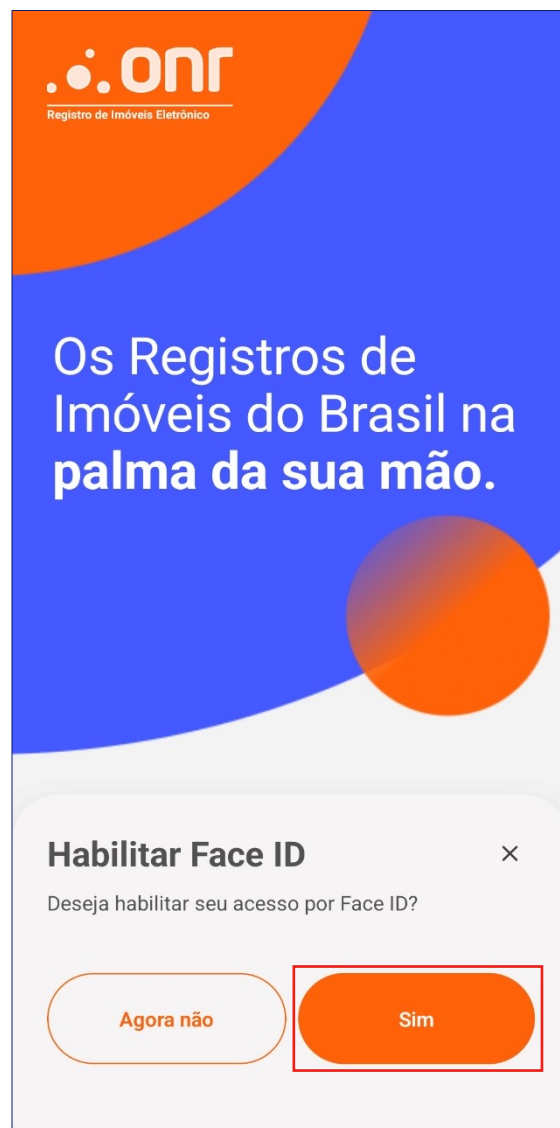 onr
Registro de Imóveis Eletrônico
Os Registros de
Imóveis do Brasil na
palma da sua mão.
Habilitar Face ID
Deseja habilitar seu acesso por Face ID?
Agora não
Sim